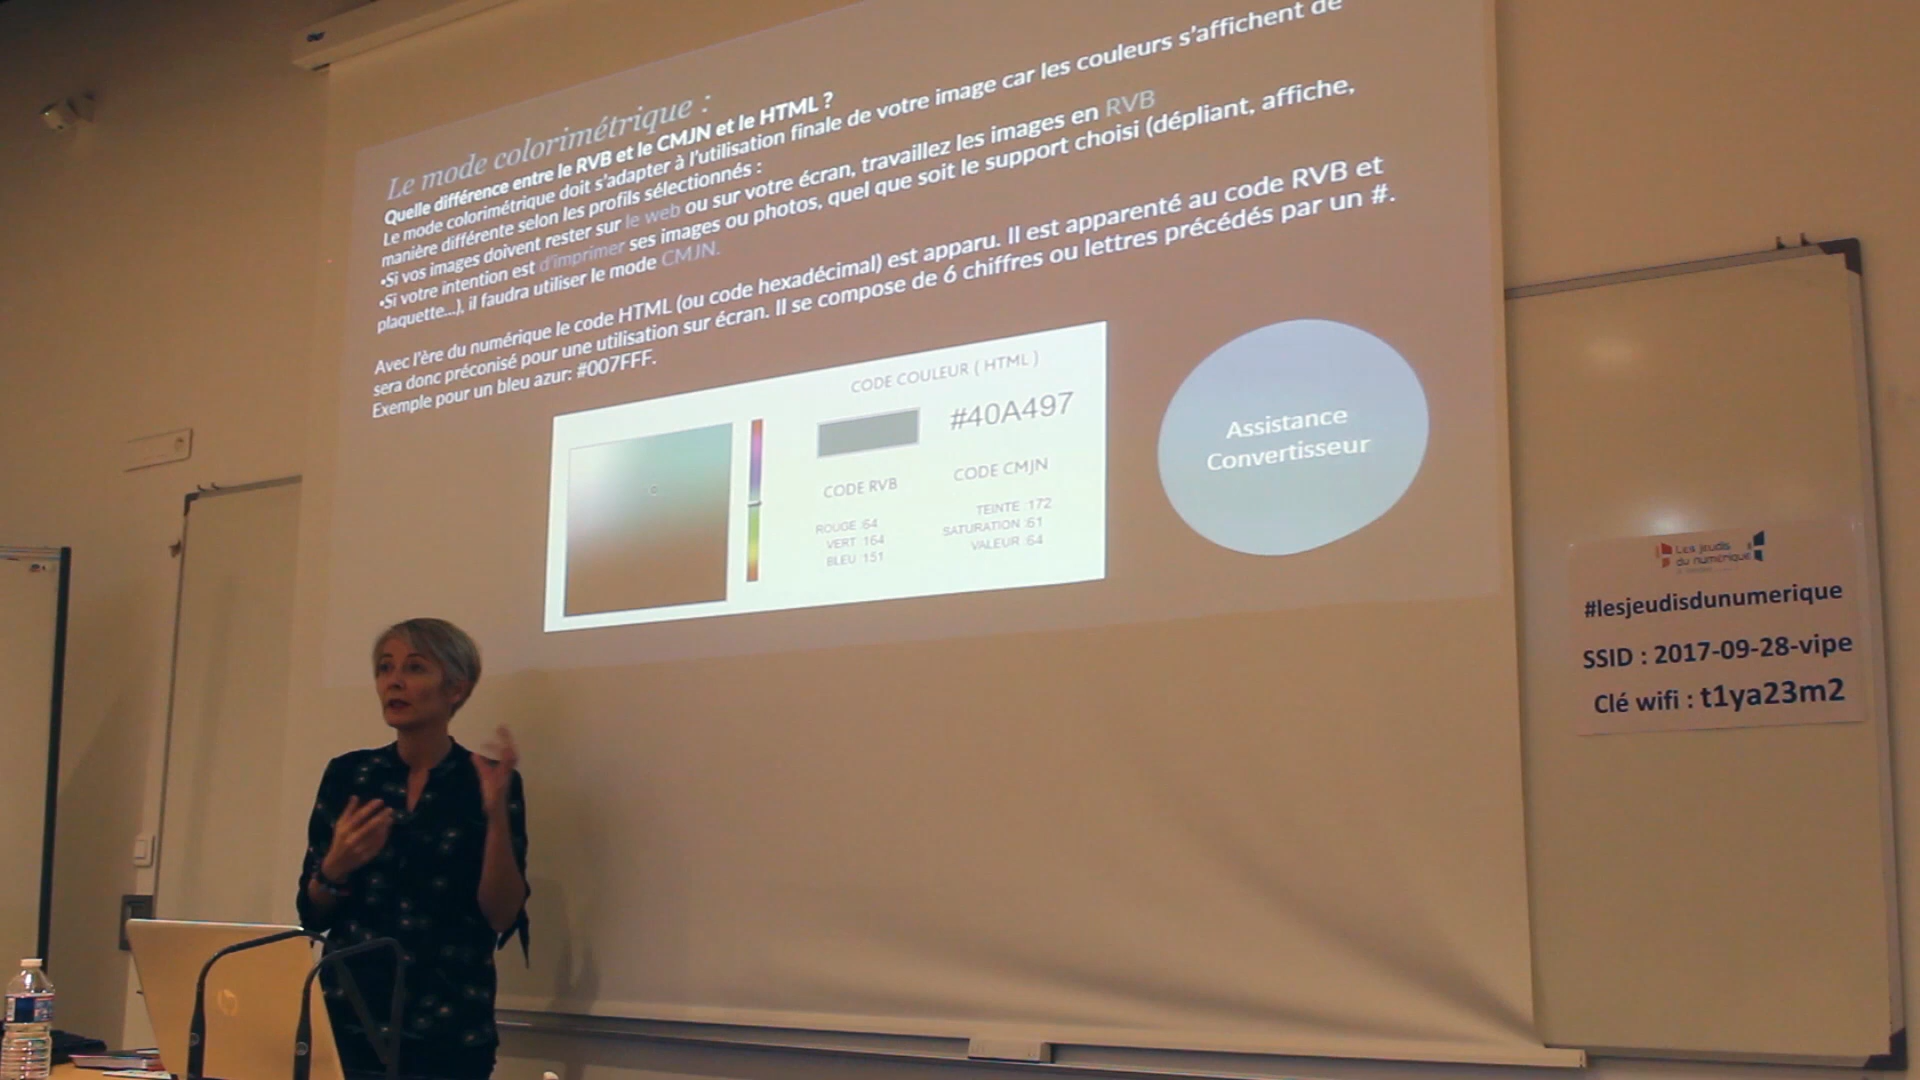 Le mode colorimétrique :
Quelle différence entre le RVB et le CMJN et le HTML ?
Le mode colorimétrique doit s'adapter à l'utilisation finale de votre image car les couleurs s'affichent de
manière différente selon les profils sélectionnés :
•Si vos images doivent rester sur le web ou sur votre écran, travaillez les images en RVB
•Si votre intention est d'imprimer ses images ou photos, quel que soit le support choisi (dépliant, affiche,
plaquette...), il faudra utiliser le mode CMJN.
Avec l'ère du numérique le code HTML (ou code hexadécimal) est apparu. Il est apparenté au code RVB et
sera donc préconisé pour une utilisation sur écran. Il se compose de 6 chiffres ou lettres précédés par un #.
Exemple pour un bleu azur: #007FFF.
CODE COULEUR ( HTML )
#40A497
CODE RVB
ROUGE :64
VERT :164
BLEU :151
CODE CMJN
TEINTE :172
SATURATION :61
VALEUR :64
Assistance
Convertisseur
Les jeudis
du numérique
#lesjeudisdunumerique
SSID : 2017-09-28-vipe
Clé wifi : t1ya23m2
hp